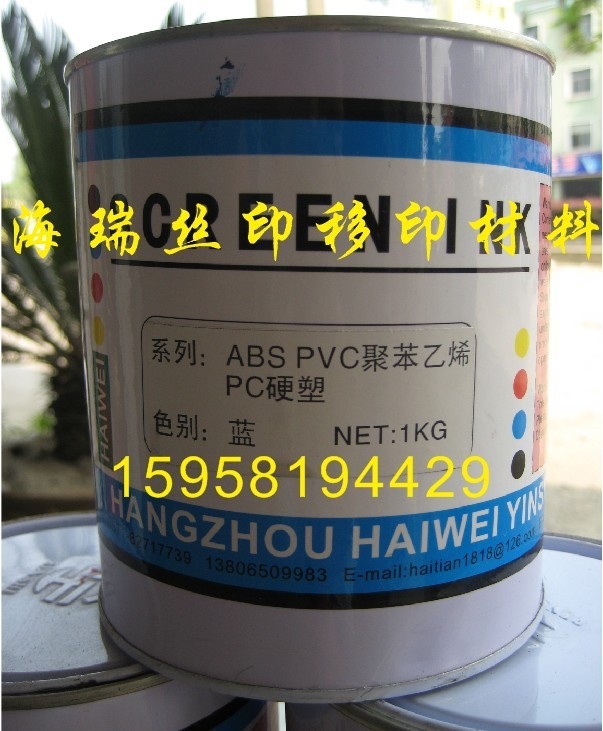 SCREEN INK
海瑞丝印移印材料
HAIWEI
系列：ABS PVC聚苯乙烯
PC硬塑
色别：蓝 NET:1KG
15958194429
HANGZHOU HAIWEI YINS
82717739 13806509983 E-mail:haitian1818@126.com